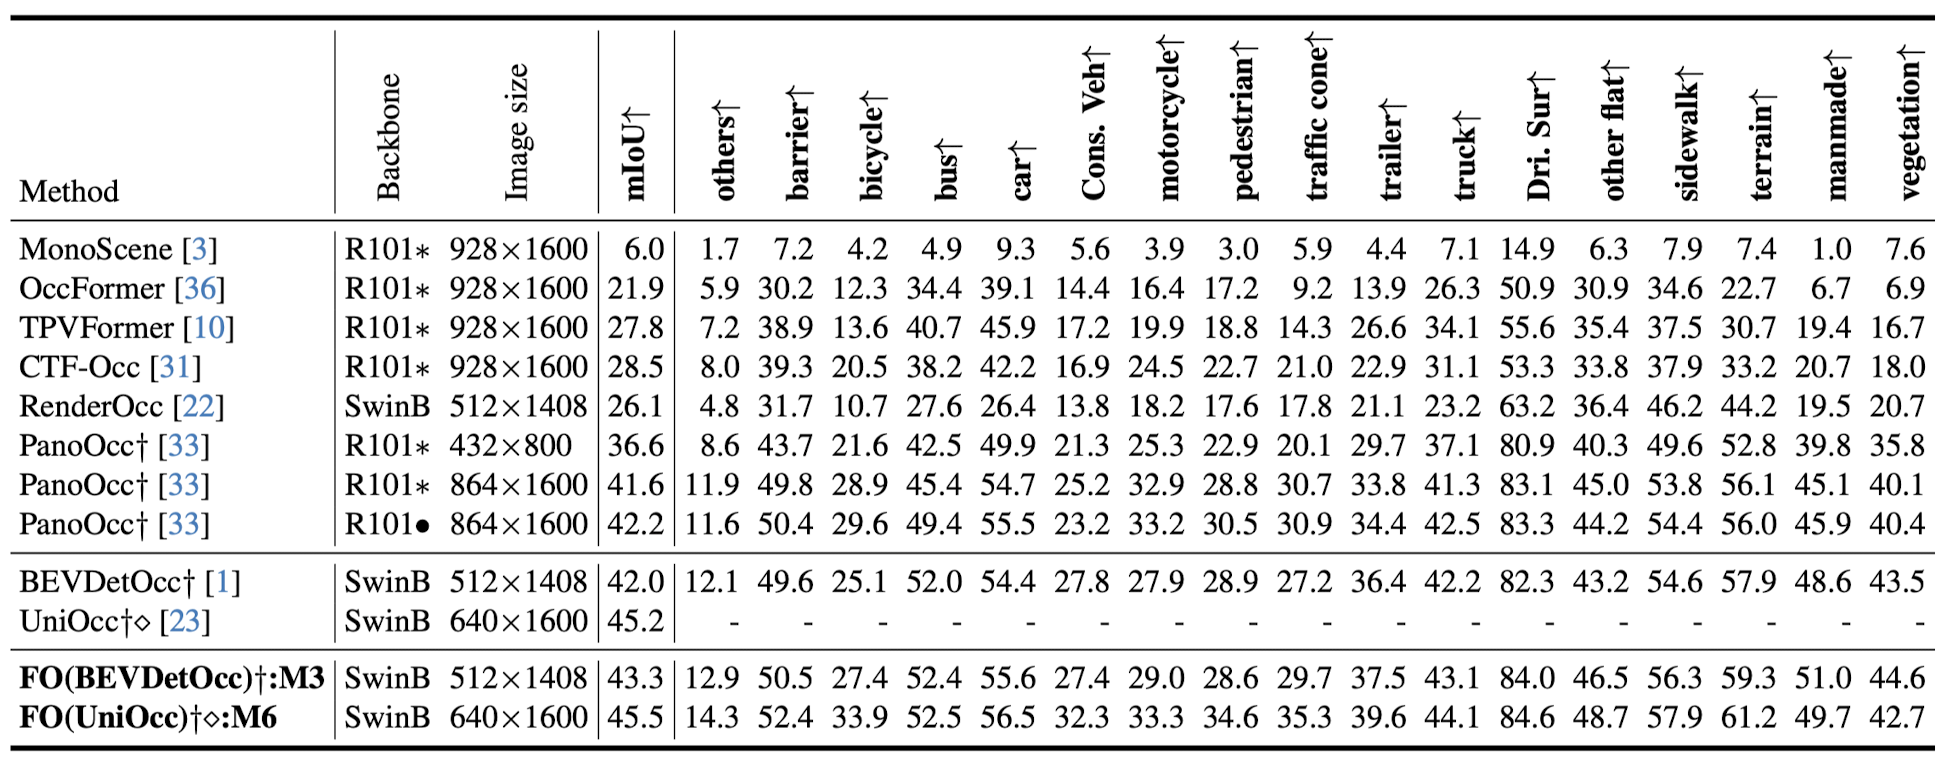 Method Backbone Image size mIoU↑ others↑ barrier↑ bicycle↑ bus↑ car↑ Cons. Veh↑ motorcycle↑ pedestrian↑ traffic cone↑ trailer↑ truck↑ Dri. Sur↑ other flat↑ sidewalk↑ terrain↑ manmade↑ vegetation↑
MonoScene [3] R101∗ 928×1600 6.0 1.7 7.2 4.2 4.9 9.3 5.6 3.9 3.0 5.9 4.4 7.1 14.9 6.3 7.9 7.4 1.0 7.6
OccFormer [36] R101∗ 928×1600 21.9 5.9 30.2 12.3 34.4 39.1 14.4 16.4 17.2 9.2 13.9 26.3 50.9 30.9 34.6 22.7 6.7 6.9
TPVFormer [10] R101∗ 928×1600 27.8 7.2 38.9 13.6 40.7 45.9 17.2 19.9 18.8 14.3 26.6 34.1 55.6 35.4 37.5 30.7 19.4 16.7
CTF-Occ [31] R101∗ 928×1600 28.5 8.0 39.3 20.5 38.2 42.2 16.9 24.5 22.7 21.0 22.9 31.1 53.3 33.8 37.9 33.2 20.7 18.0
RenderOcc [22] SwinB 512×1408 26.1 4.8 31.7 10.7 27.6 26.4 13.8 18.2 17.6 17.8 21.1 23.2 63.2 36.4 46.2 44.2 19.5 20.7
PanoOcc† [33] R101∗ 432×800 36.6 8.6 43.7 21.6 42.5 49.9 21.3 25.3 22.9 20.1 29.7 37.1 80.9 40.3 49.6 52.8 39.8 35.8
PanoOcc† [33] R101∗ 864×1600 41.6 11.9 49.8 28.9 45.4 54.7 25.2 32.9 28.8 30.7 33.8 41.3 83.1 45.0 53.8 56.1 45.1 40.1
PanoOcc† [33] R101● 864×1600 42.2 11.6 50.4 29.6 49.4 55.5 23.2 33.2 30.5 30.9 34.4 42.5 83.3 44.2 54.4 56.0 45.9 40.4
BEVDetOcc† [1] SwinB 512×1408 42.0 12.1 49.6 25.1 52.0 54.4 27.8 27.9 28.9 27.2 36.4 42.2 82.3 43.2 54.6 57.9 48.6 43.5
UniOcc†⋄ [23] SwinB 640×1600 45.2 - - - - - - - - - - - - - - - - -
FO(BEVDetOcc)†:M3 SwinB 512×1408 43.3 12.9 50.5 27.4 52.4 55.6 27.4 29.0 28.6 29.7 37.5 43.1 84.0 46.5 56.3 59.3 51.0 44.6
FO(UniOcc)†⋄:M6 SwinB 640×1600 45.5 14.3 52.4 33.9 52.5 56.5 32.3 33.3 34.6 35.3 39.6 44.1 84.6 48.7 57.9 61.2 49.7 42.7